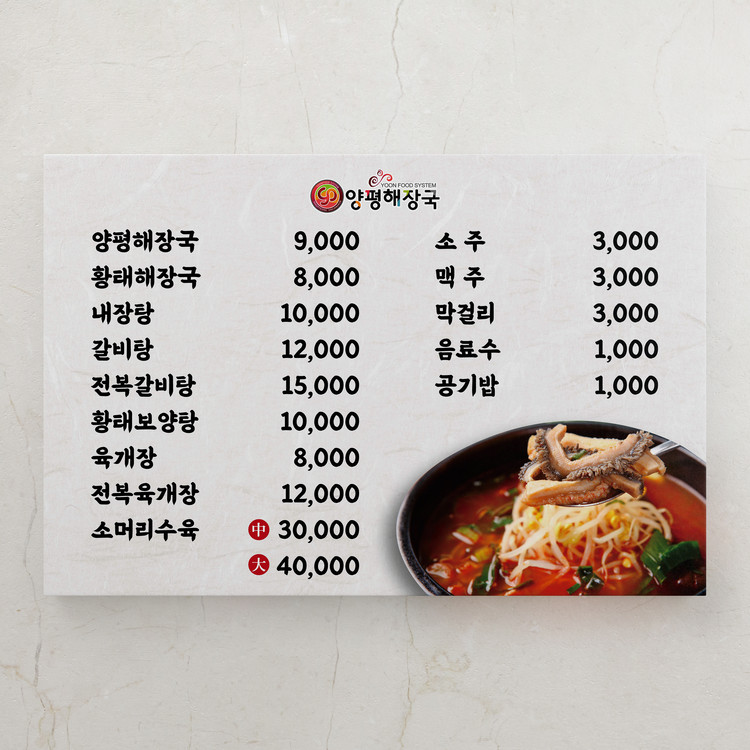 YOON FOOD SYSTEM
양평해장국
양평해장국 9,000
황태해장국 8,000
내장탕 10,000
갈비탕 12,000
전복갈비탕 15,000
황태보양탕 10,000
육개장 8,000
전복육개장 12,000
소머리수육 中 30,000
大 40,000
소 주 3,000
맥 주 3,000
막걸리 3,000
음료수 1,000
공기밥 1,000